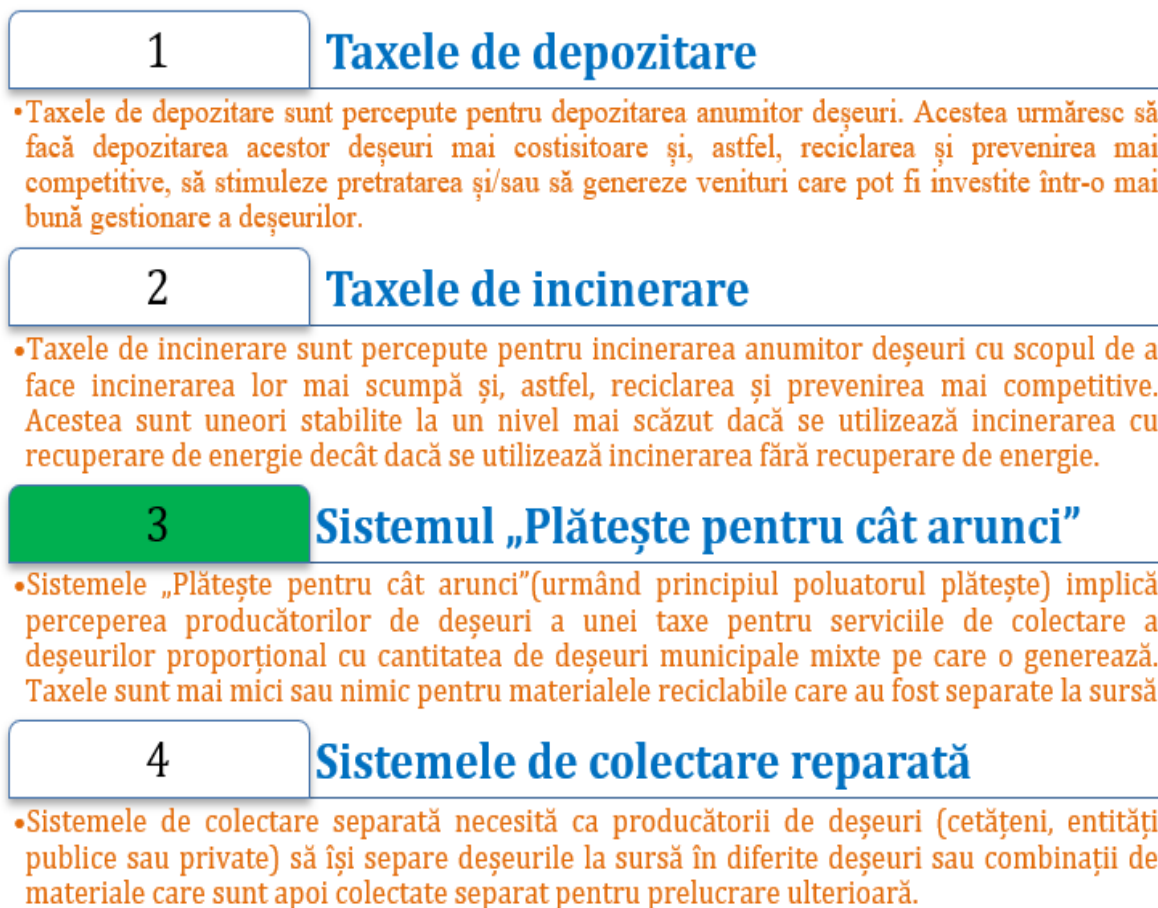 1
Taxele de depozitare
•Taxele de depozitare sunt percepute pentru depozitarea anumitor deșeuri. Acestea urmăresc să
facă depozitarea acestor deșeuri mai costisitoare și, astfel, reciclarea și prevenirea mai
competitive, să stimuleze pretratarea și/sau să genereze venituri care pot fi investite într-o mai
bună gestionare a deșeurilor.
2
Taxele de incinerare
•Taxele de incinerare sunt percepute pentru incinerarea anumitor deșeuri cu scopul de a
face incinerarea lor mai scumpă și, astfel, reciclarea și prevenirea mai competitive.
Acestea sunt uneori stabilite la un nivel mai scăzut dacă se utilizează incinerarea cu
recuperare de energie decât dacă se utilizează incinerarea fără recuperare de energie.
3
Sistemul „Plătește pentru cât arunci”
•Sistemele „Plătește pentru cât arunci”(urmând principiul poluatorul plătește) implică
perceperea producătorilor de deșeuri a unei taxe pentru serviciile de colectare a
deșeurilor proporțional cu cantitatea de deșeuri municipale mixte pe care o generează.
Taxele sunt mai mici sau nimic pentru materialele reciclabile care au fost separate la sursă
4
Sistemele de colectare reparată
•Sistemele de colectare separată necesită ca producătorii de deșeuri (cetățeni, entități
publice sau private) să își separe deșeurile la sursă în diferite deșeuri sau combinații de
materiale care sunt apoi colectate separat pentru prelucrare ulterioară.